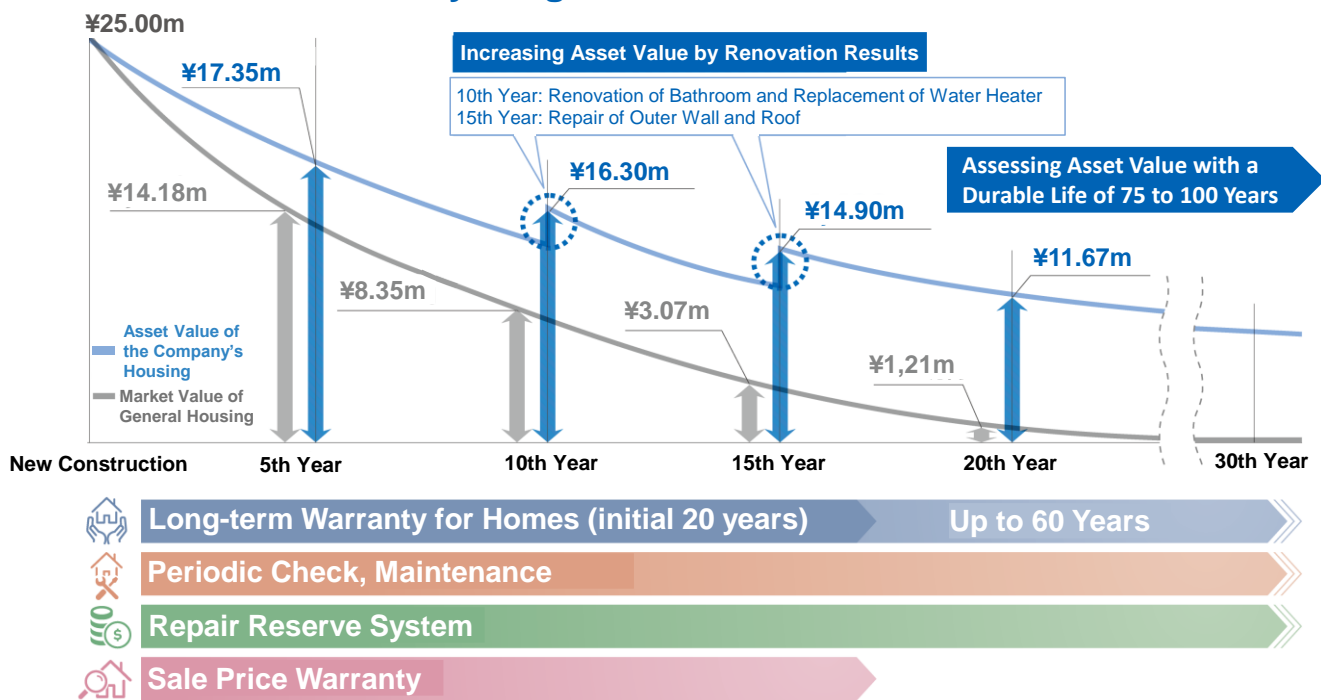 ¥25.00m
Increasing Asset Value by Renovation Results
¥17.35m
10th Year: Renovation of Bathroom and Replacement of Water Heater
15th Year: Repair of Outer Wall and Roof
Assessing Asset Value with a
Durable Life of 75 to 100 Years
¥16.30m
¥14.18m
¥14.90m
¥11.67m
¥8.35m
¥3.07m
¥1,21m
Asset Value of
the Company's
Housing
Market Value of
General Housing
New Construction
5th Year
10th Year
15th Year
20th Year
30th Year
Long-term Warranty for Homes (initial 20 years)
Up to 60 Years
Periodic Check, Maintenance
Repair Reserve System
$
Sale Price Warranty